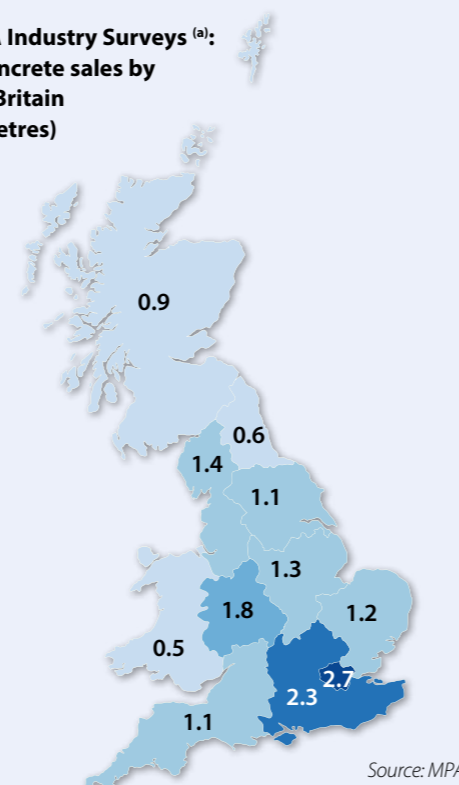 Industry Surveys (a):
ncrete sales by
Britain
etres)
0.9
0.6
1.4
1.1
1.3
1.8
1.2
0.5
2.7
2.3
1.1
Source: MPA